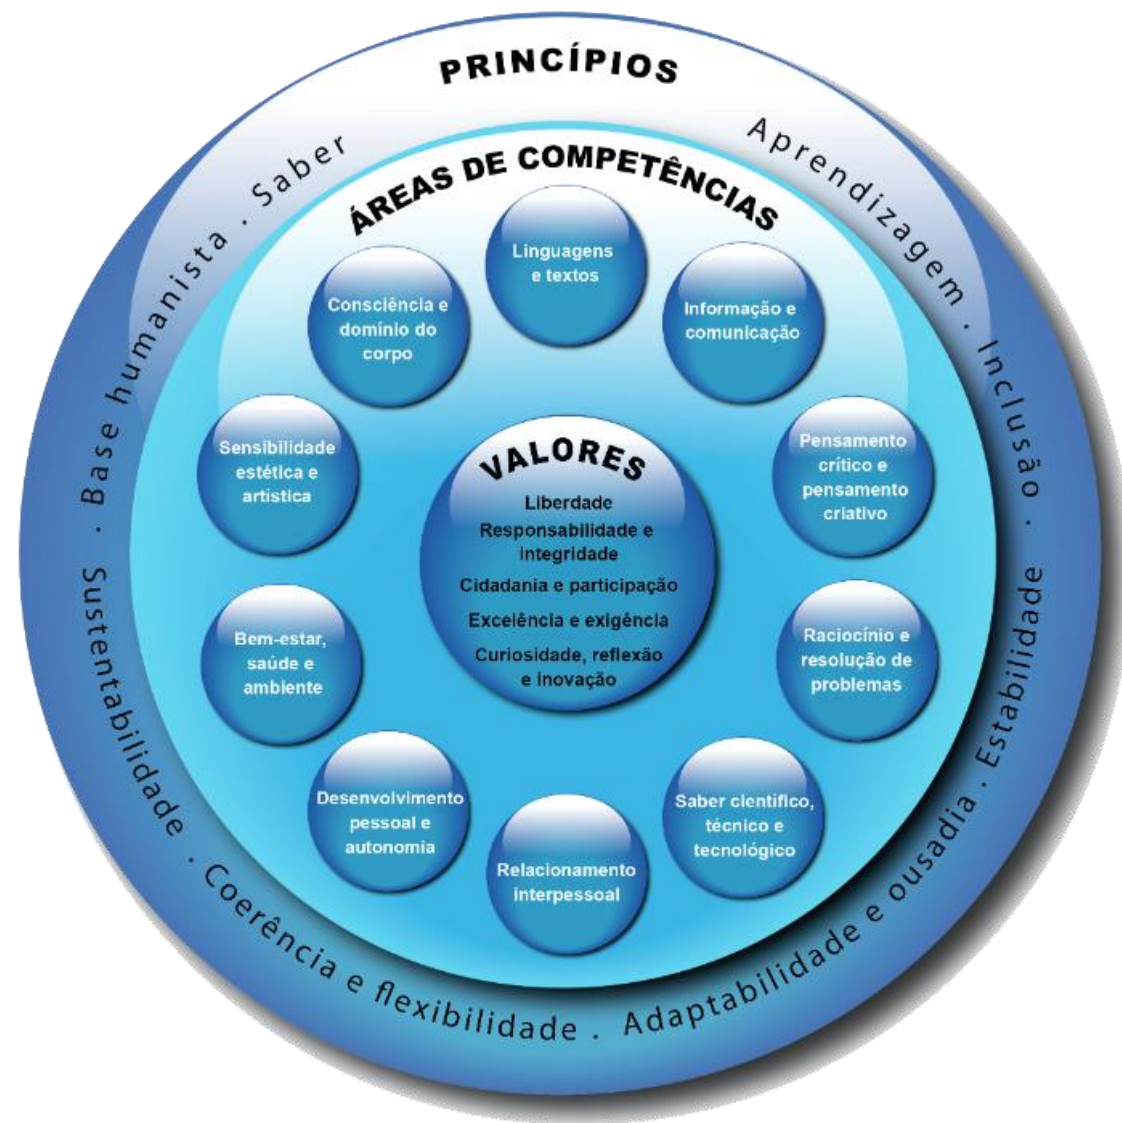 PRINCÍPIOS
Aprendizagem . Inclusão .
Estabilidade
Adaptabilidade e ousadia .
Coerência e flexibilidade .
Sustentabilidade .
. Base humanista . Saber
ÁREAS DE COMPETÊNCIAS
Linguagens
e textos
Informação e
comunicação
Pensamento
crítico e
pensamento
criativo
Raciocínio e
resolução de
problemas
Saber científico,
técnico e
tecnológico
Relacionamento
interpessoal
Desenvolvimento
pessoal e
autonomia
Bem-estar,
saúde e
ambiente
Sensibilidade
estética e
artística
Consciência e
domínio do
corpo
VALORES
Liberdade
Responsabilidade e
integridade
Cidadania e participação
Excelência e exigência
Curiosidade, reflexão
e inovação